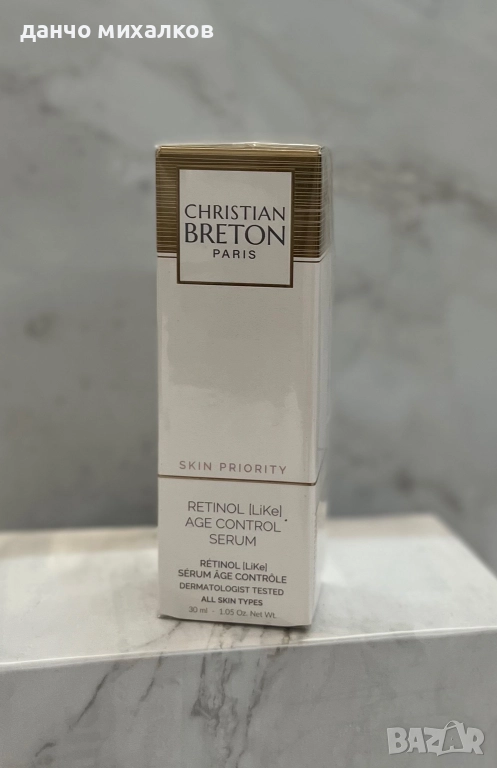 данчо михалков
CHRISTIAN
BRETON
PARIS
SKIN PRIORITY
RETINOL |LiKe|
AGE CONTROL
SERUM
RÉTINOL |LiKe|
SÉRUM ÂGE CONTRÔLE
DERMATOLOGIST TESTED
ALL SKIN TYPES
30 ml - 1.05 Oz. Net Wt.
BAZAR